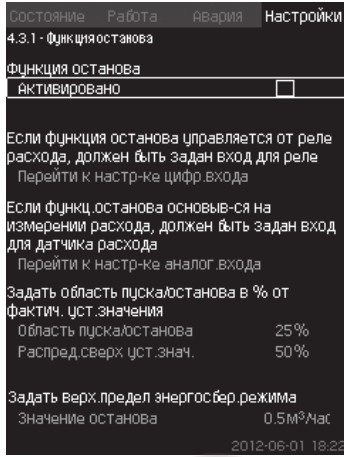 Состояние Работа Авария Настройки
4.3.1 - Функция останова
Функция останова
Активировано
Если функция останова управляется от реле
расхода, должен быть задан вход для реле
Перейти к настр-ке цифр.входа
Если функц.останова основыв-ся на
измерении расхода, должен быть задан вход
для датчика расхода
Перейти к настр-ке аналог.входа
Задать область пуска/останова в % от
фактич. уст.значения
Область пуска/останова 25%
Распред.сверх уст.знач. 50%
Задать верх.предел энергосбер.режима
Значение останова 0.5м³/час
2012-06-01 18:22